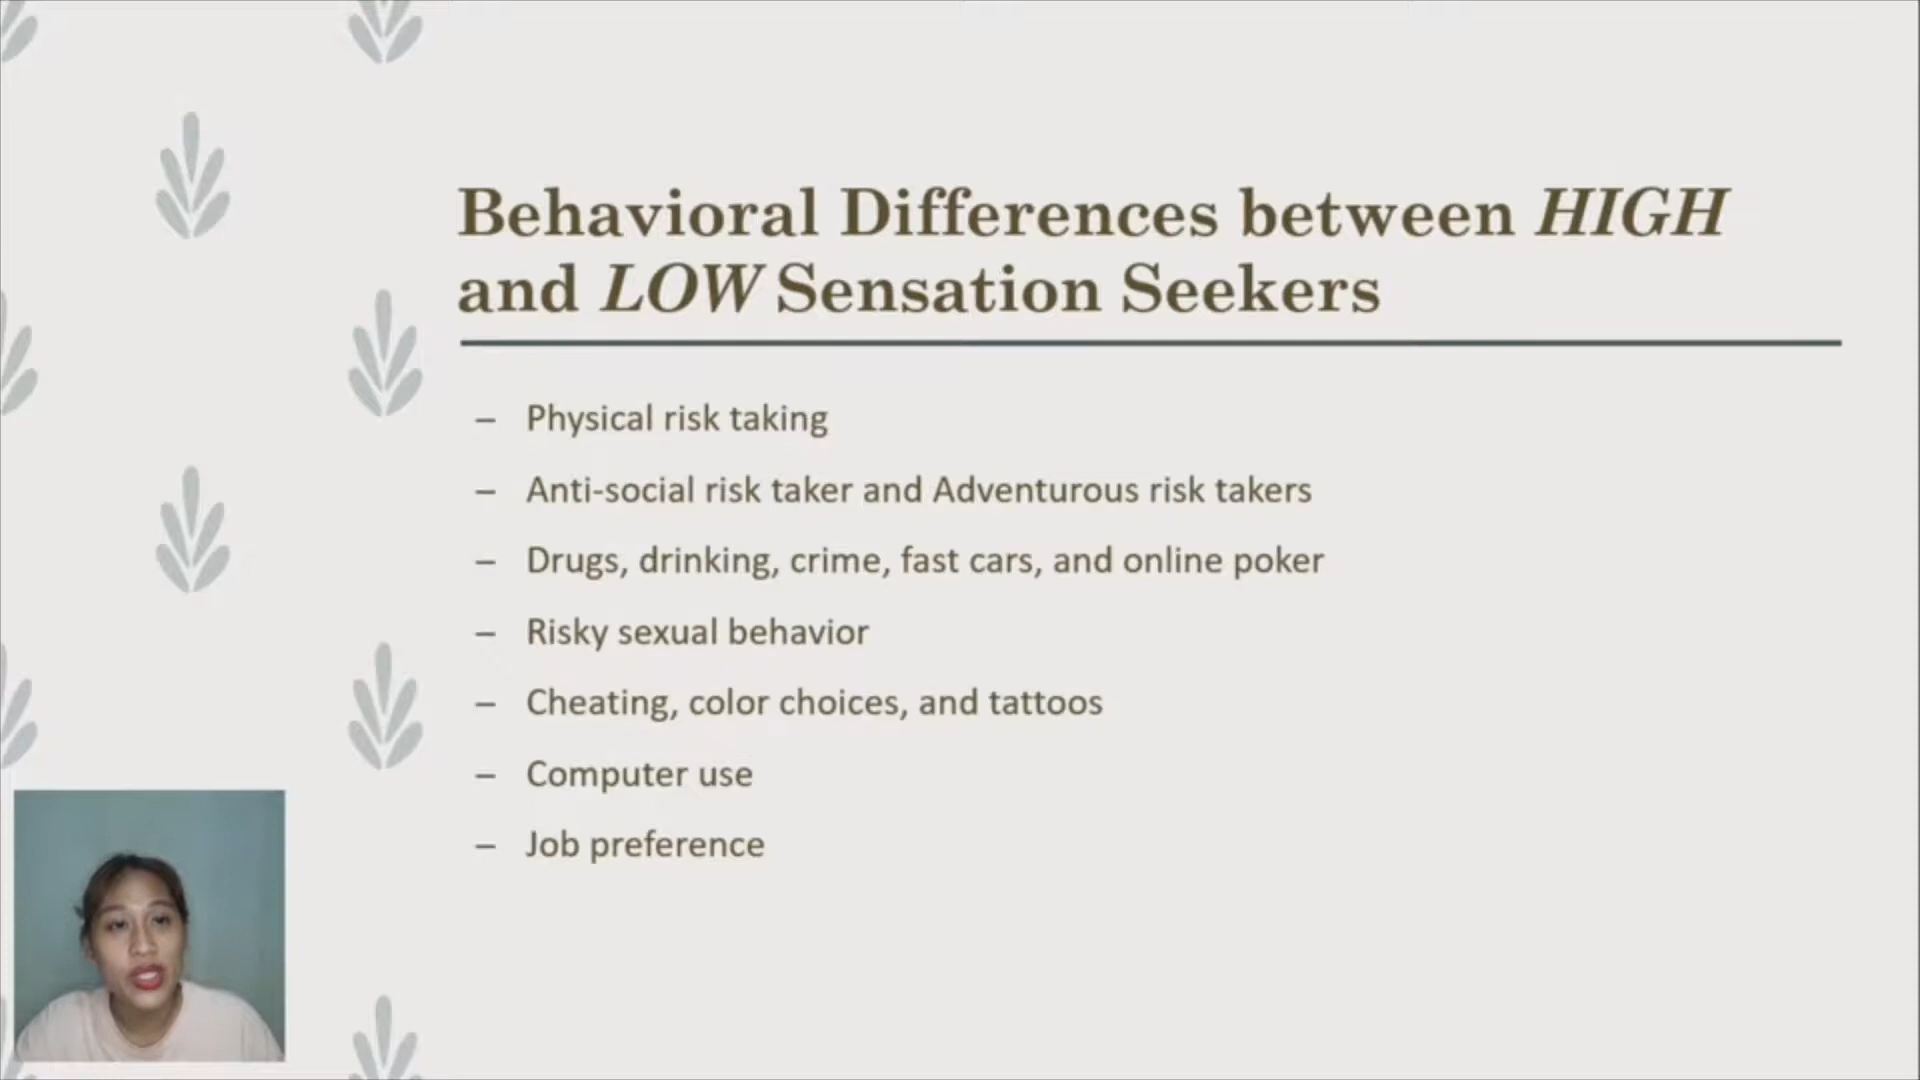 Behavioral Differences between HIGH
and LOW Sensation Seekers
– Physical risk taking
– Anti-social risk taker and Adventurous risk takers
– Drugs, drinking, crime, fast cars, and online poker
– Risky sexual behavior
– Cheating, color choices, and tattoos
– Computer use
– Job preference